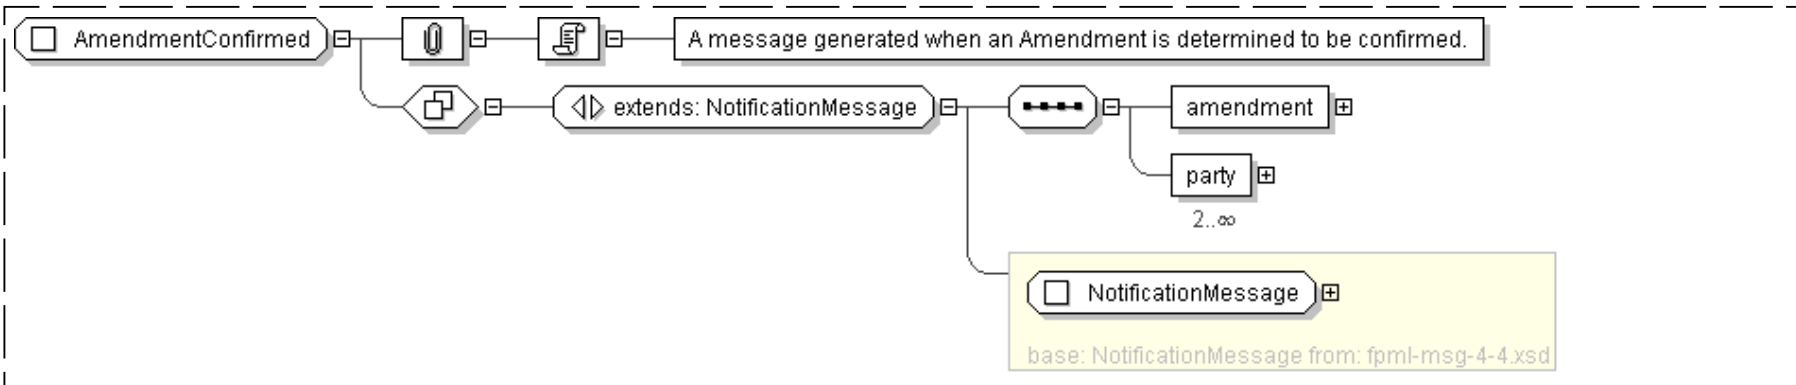 AmendmentConfirmed
A message generated when an Amendment is determined to be confirmed.
extends: NotificationMessage
amendment
party
2..∞
NotificationMessage
base: NotificationMessage from: fpml-msg-4-4.xsd